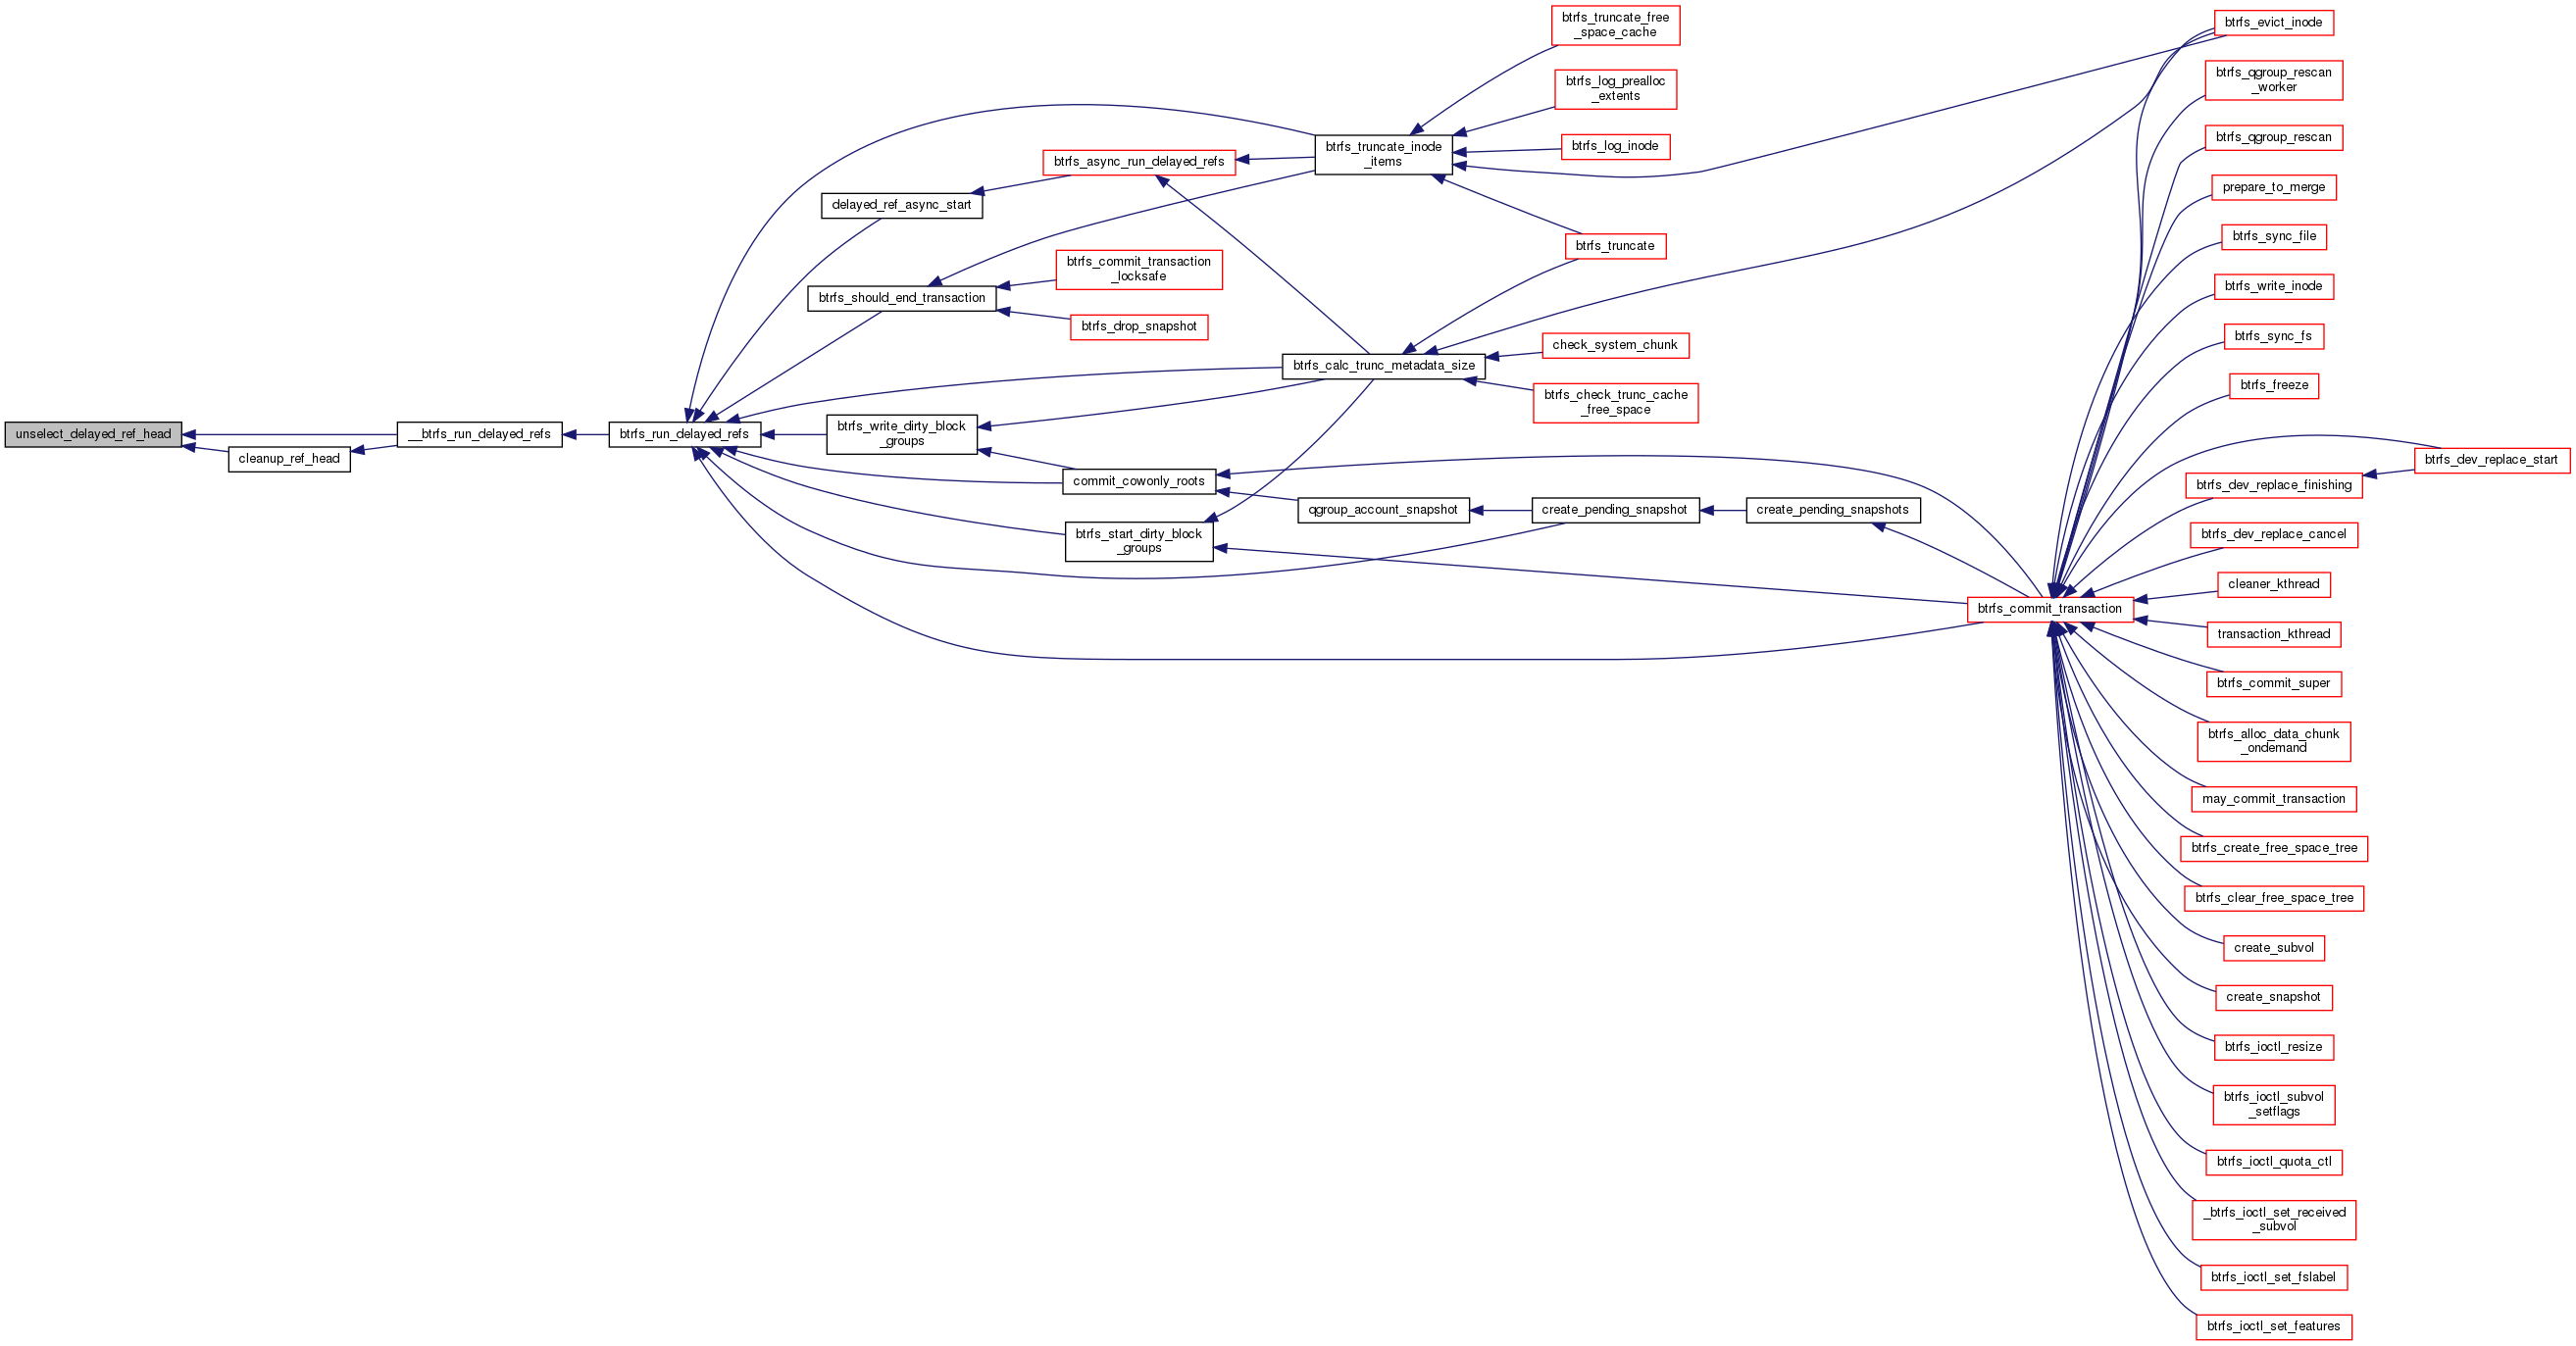 unselect_delayed_ref_head
cleanup_ref_head
__btrfs_run_delayed_refs
btrfs_run_delayed_refs
delayed_ref_async_start
btrfs_should_end_transaction
btrfs_write_dirty_block
_groups
btrfs_async_run_delayed_refs
btrfs_commit_transaction
_locksafe
btrfs_drop_snapshot
commit_cowonly_roots
btrfs_start_dirty_block
_groups
btrfs_truncate_inode
_items
btrfs_calc_trunc_metadata_size
qgroup_account_snapshot
btrfs_truncate_free
_space_cache
btrfs_log_prealloc
_extents
btrfs_log_inode
btrfs_truncate
check_system_chunk
btrfs_check_trunc_cache
_free_space
create_pending_snapshot
create_pending_snapshots
btrfs_commit_transaction
btrfs_evict_inode
btrfs_qgroup_rescan
_worker
btrfs_qgroup_rescan
prepare_to_merge
btrfs_sync_file
btrfs_write_inode
btrfs_sync_fs
btrfs_freeze
btrfs_dev_replace_start
btrfs_dev_replace_finishing
btrfs_dev_replace_cancel
cleaner_kthread
transaction_kthread
btrfs_commit_super
btrfs_alloc_data_chunk
_ondemand
may_commit_transaction
btrfs_create_free_space_tree
btrfs_clear_free_space_tree
create_subvol
create_snapshot
btrfs_ioctl_resize
btrfs_ioctl_subvol
_setflags
btrfs_ioctl_quota_ctl
_btrfs_ioctl_set_received
_subvol
btrfs_ioctl_set_fslabel
btrfs_ioctl_set_features